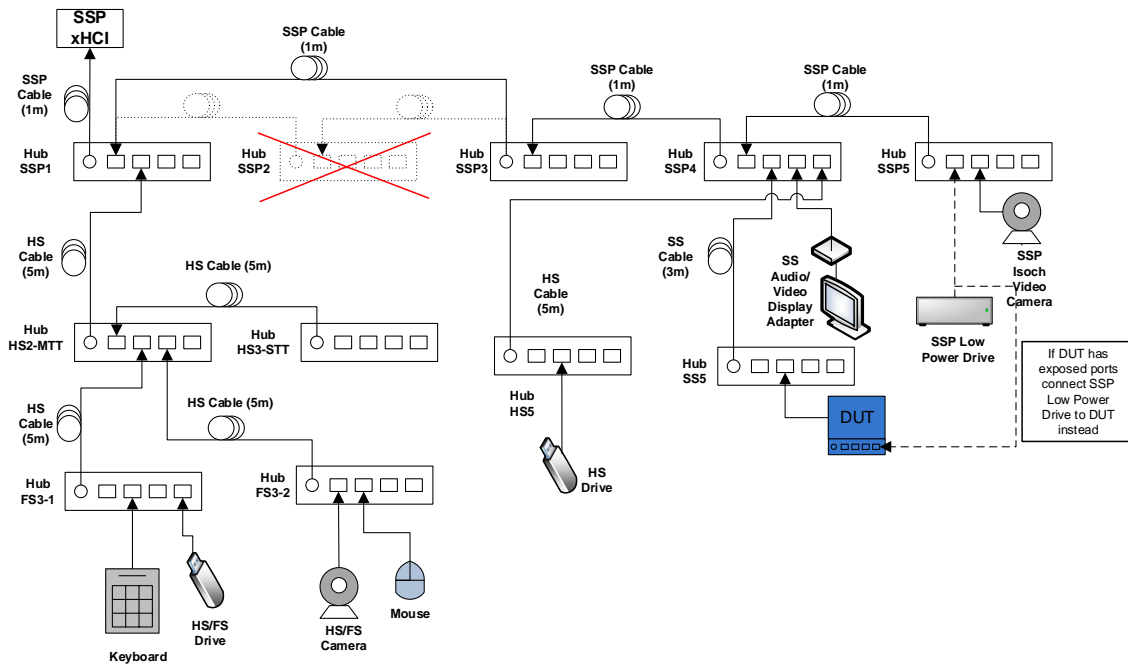 SSP
xHCI
SSP Cable
(1m)
SSP
Cable
(1m)
SSP Cable
(1m)
SSP Cable
(1m)
Hub
SSP1
Hub
SSP2
Hub
SSP3
Hub
SSP4
Hub
SSP5
HS
Cable
(5m)
HS Cable (5m)
SS
Cable
(3m)
SS
Audio/
Video
Display
Adapter
SSP
Isoch
Video
Camera
HS
Cable
(5m)
SSP Low
Power Drive
Hub
HS2-MTT
Hub
HS3-STT
Hub
HS5
Hub
SS5
If DUT has
exposed ports
connect SSP
Low Power
Drive to DUT
instead
HS
Cable
(5m)
HS Cable (5m)
DUT
Hub
FS3-1
Hub
FS3-2
HS
Drive
Keyboard
HS/FS
Drive
HS/FS
Camera
Mouse